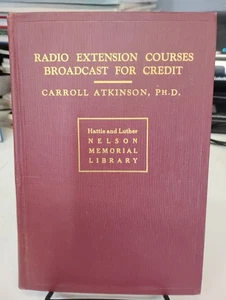 RADIO EXTENSION COURSES
BROADCAST FOR CREDIT
CARROLL ATKINSON, PH.D.
Hattie and Luther
NELSON
MEMORIAL
LIBRARY